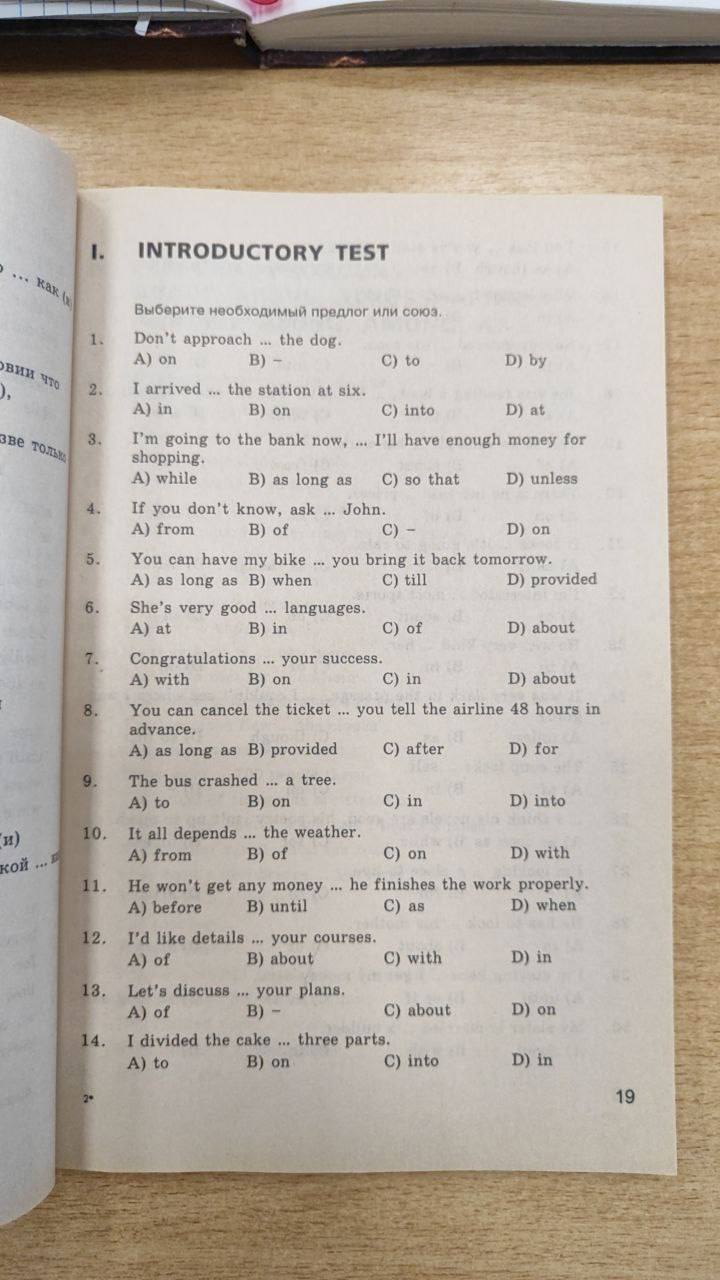 ... как (и)
овии что
),
зве только
(и)
кой ...
I. INTRODUCTORY TEST
Выберите необходимый предлог или союз.
1. Don't approach ... the dog.
A) on B) – C) to D) by
2. I arrived ... the station at six.
A) in B) on C) into D) at
3. I'm going to the bank now, ... I'll have enough money for
shopping.
A) while B) as long as C) so that D) unless
4. If you don't know, ask ... John.
A) from B) of C) – D) on
5. You can have my bike ... you bring it back tomorrow.
A) as long as B) when C) till D) provided
6. She's very good ... languages.
A) at B) in C) of D) about
7. Congratulations ... your success.
A) with B) on C) in D) about
8. You can cancel the ticket ... you tell the airline 48 hours in
advance.
A) as long as B) provided C) after D) for
9. The bus crashed ... a tree.
A) to B) on C) in D) into
10. It all depends ... the weather.
A) from B) of C) on D) with
11. He won't get any money ... he finishes the work properly.
A) before B) until C) as D) when
12. I'd like details ... your courses.
A) of B) about C) with D) in
13. Let's discuss ... your plans.
A) of B) – C) about D) on
14. I divided the cake ... three parts.
A) to B) on C) into D) in
2* 19